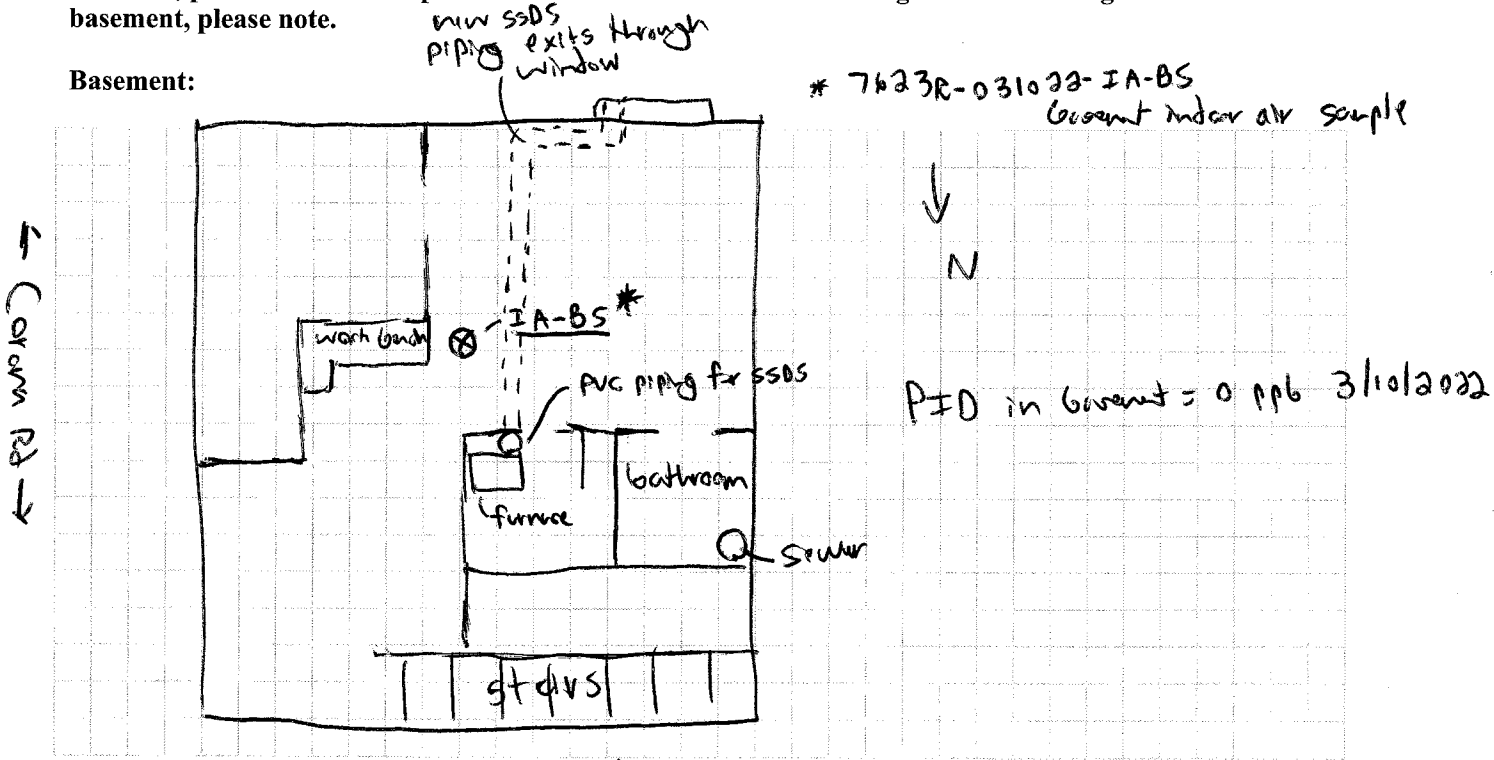 basement, please note.
new SSDS
piping exits through
window
Basement:
* 7623R-031022-IA-BS
basement indoor air sample
↓
N
← Coram Rd →
work bench
IA-BS *
PVC piping for SSDS
PID in basement = 0 ppb 3/10/2022
bathroom
furnace
sewer
stairs